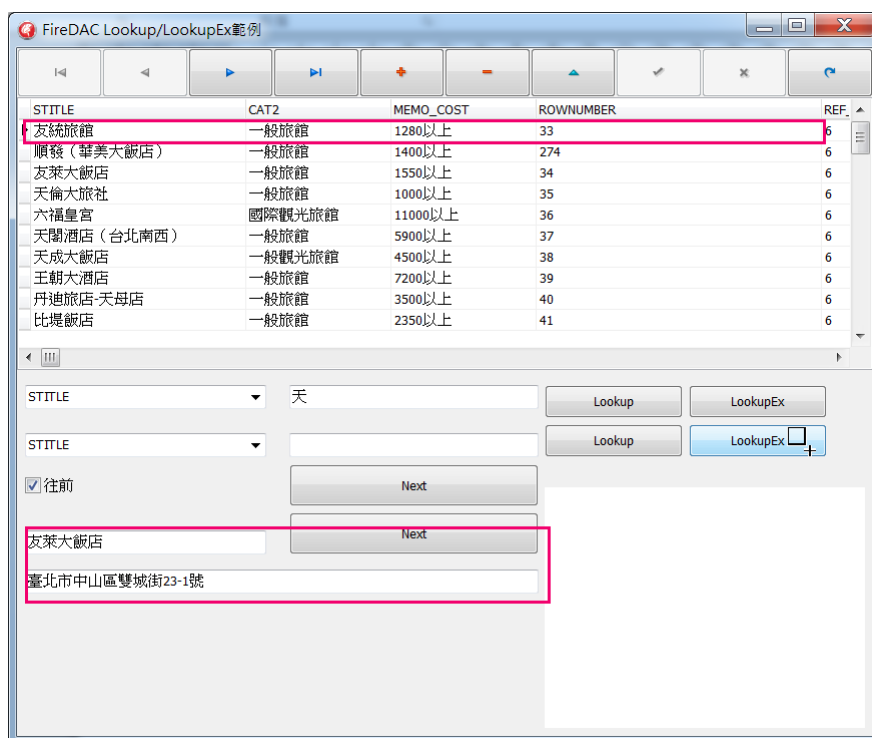 FireDAC Lookup/LookupEx範例
STITLE CAT2 MEMO_COST ROWNUMBER REF_
友統旅館 一般旅館 1280以上 33 6
順發（華美大飯店） 一般旅館 1400以上 274 6
友萊大飯店 一般旅館 1550以上 34 6
天倫大旅社 一般旅館 1000以上 35 6
六福皇宮 國際觀光旅館 11000以上 36 6
天閣酒店（台北南西） 一般旅館 5900以上 37 6
天成大飯店 一般觀光旅館 4500以上 38 6
王朝大酒店 一般旅館 7200以上 39 6
丹迪旅店-天母店 一般旅館 3500以上 40 6
比堤飯店 一般旅館 2350以上 41 6
STITLE 天 Lookup LookupEx
STITLE Lookup LookupEx
往前 Next
友萊大飯店 Next
臺北市中山區雙城街23-1號